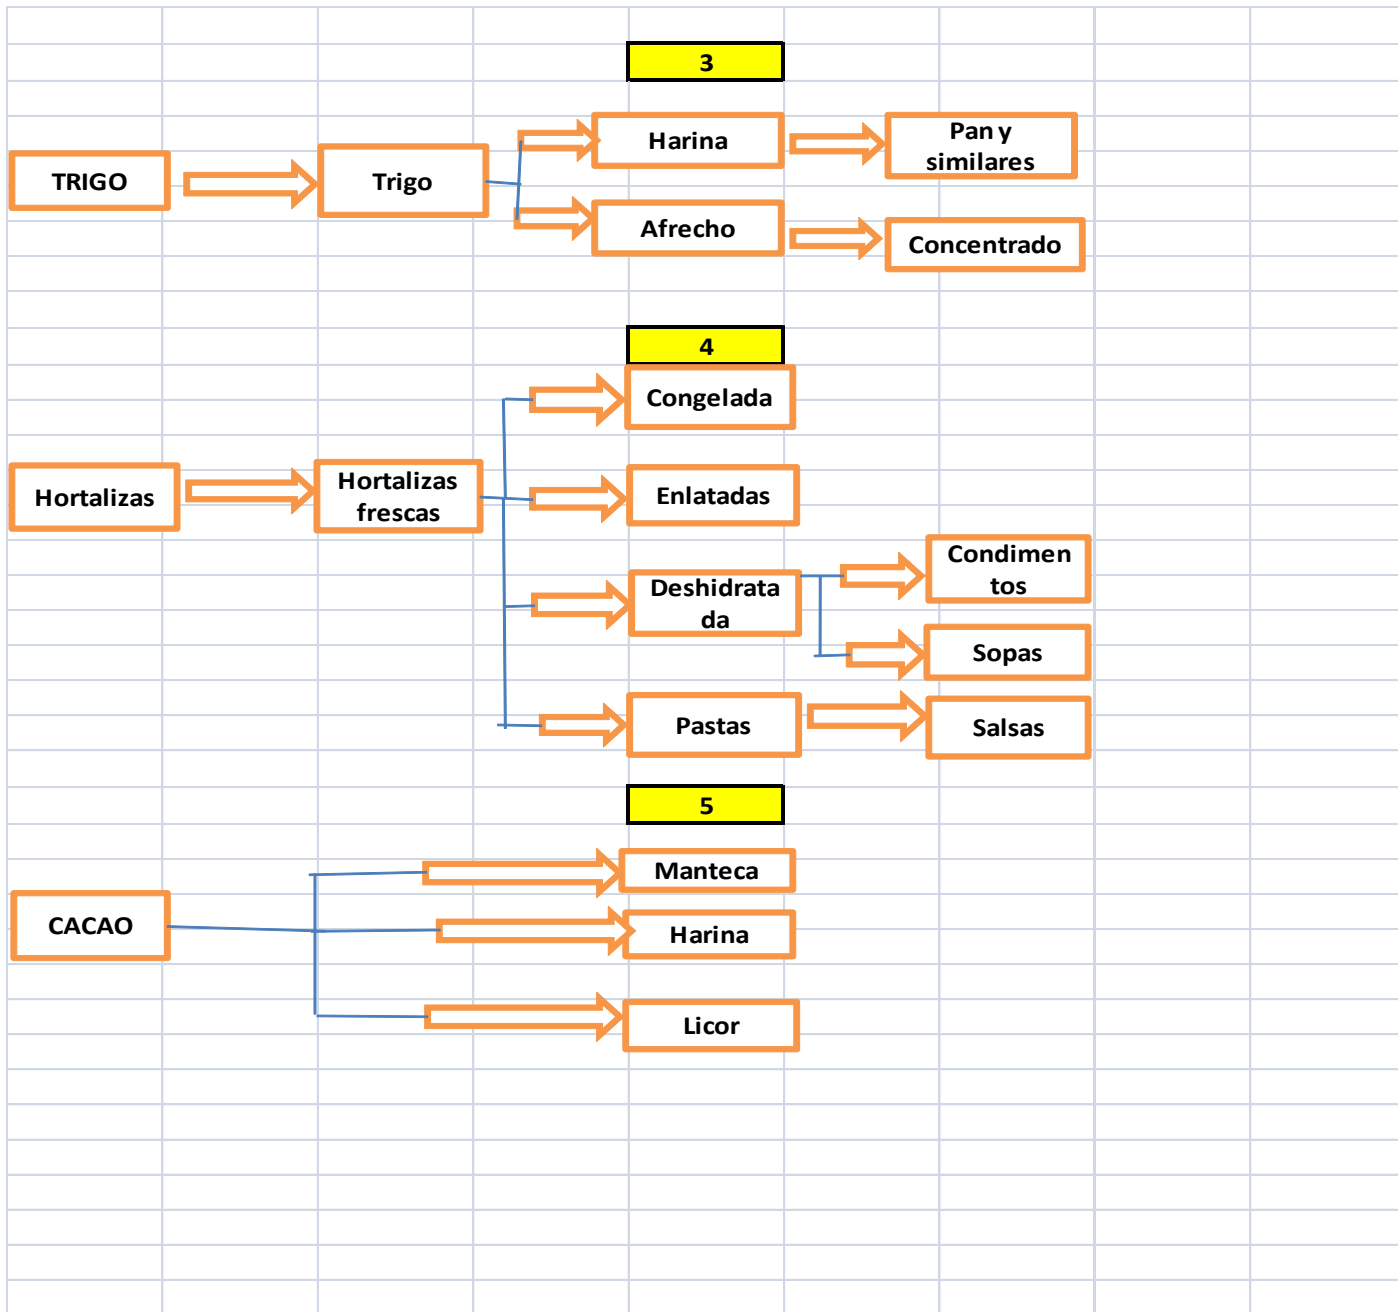 3
Harina
Pan y
similares
TRIGO
Trigo
Afrecho
Concentrado
4
Congelada
Hortalizas
Hortalizas
frescas
Enlatadas
Deshidrata
da
Condimen
tos
Sopas
Pastas
Salsas
5
Manteca
CACAO
Harina
Licor